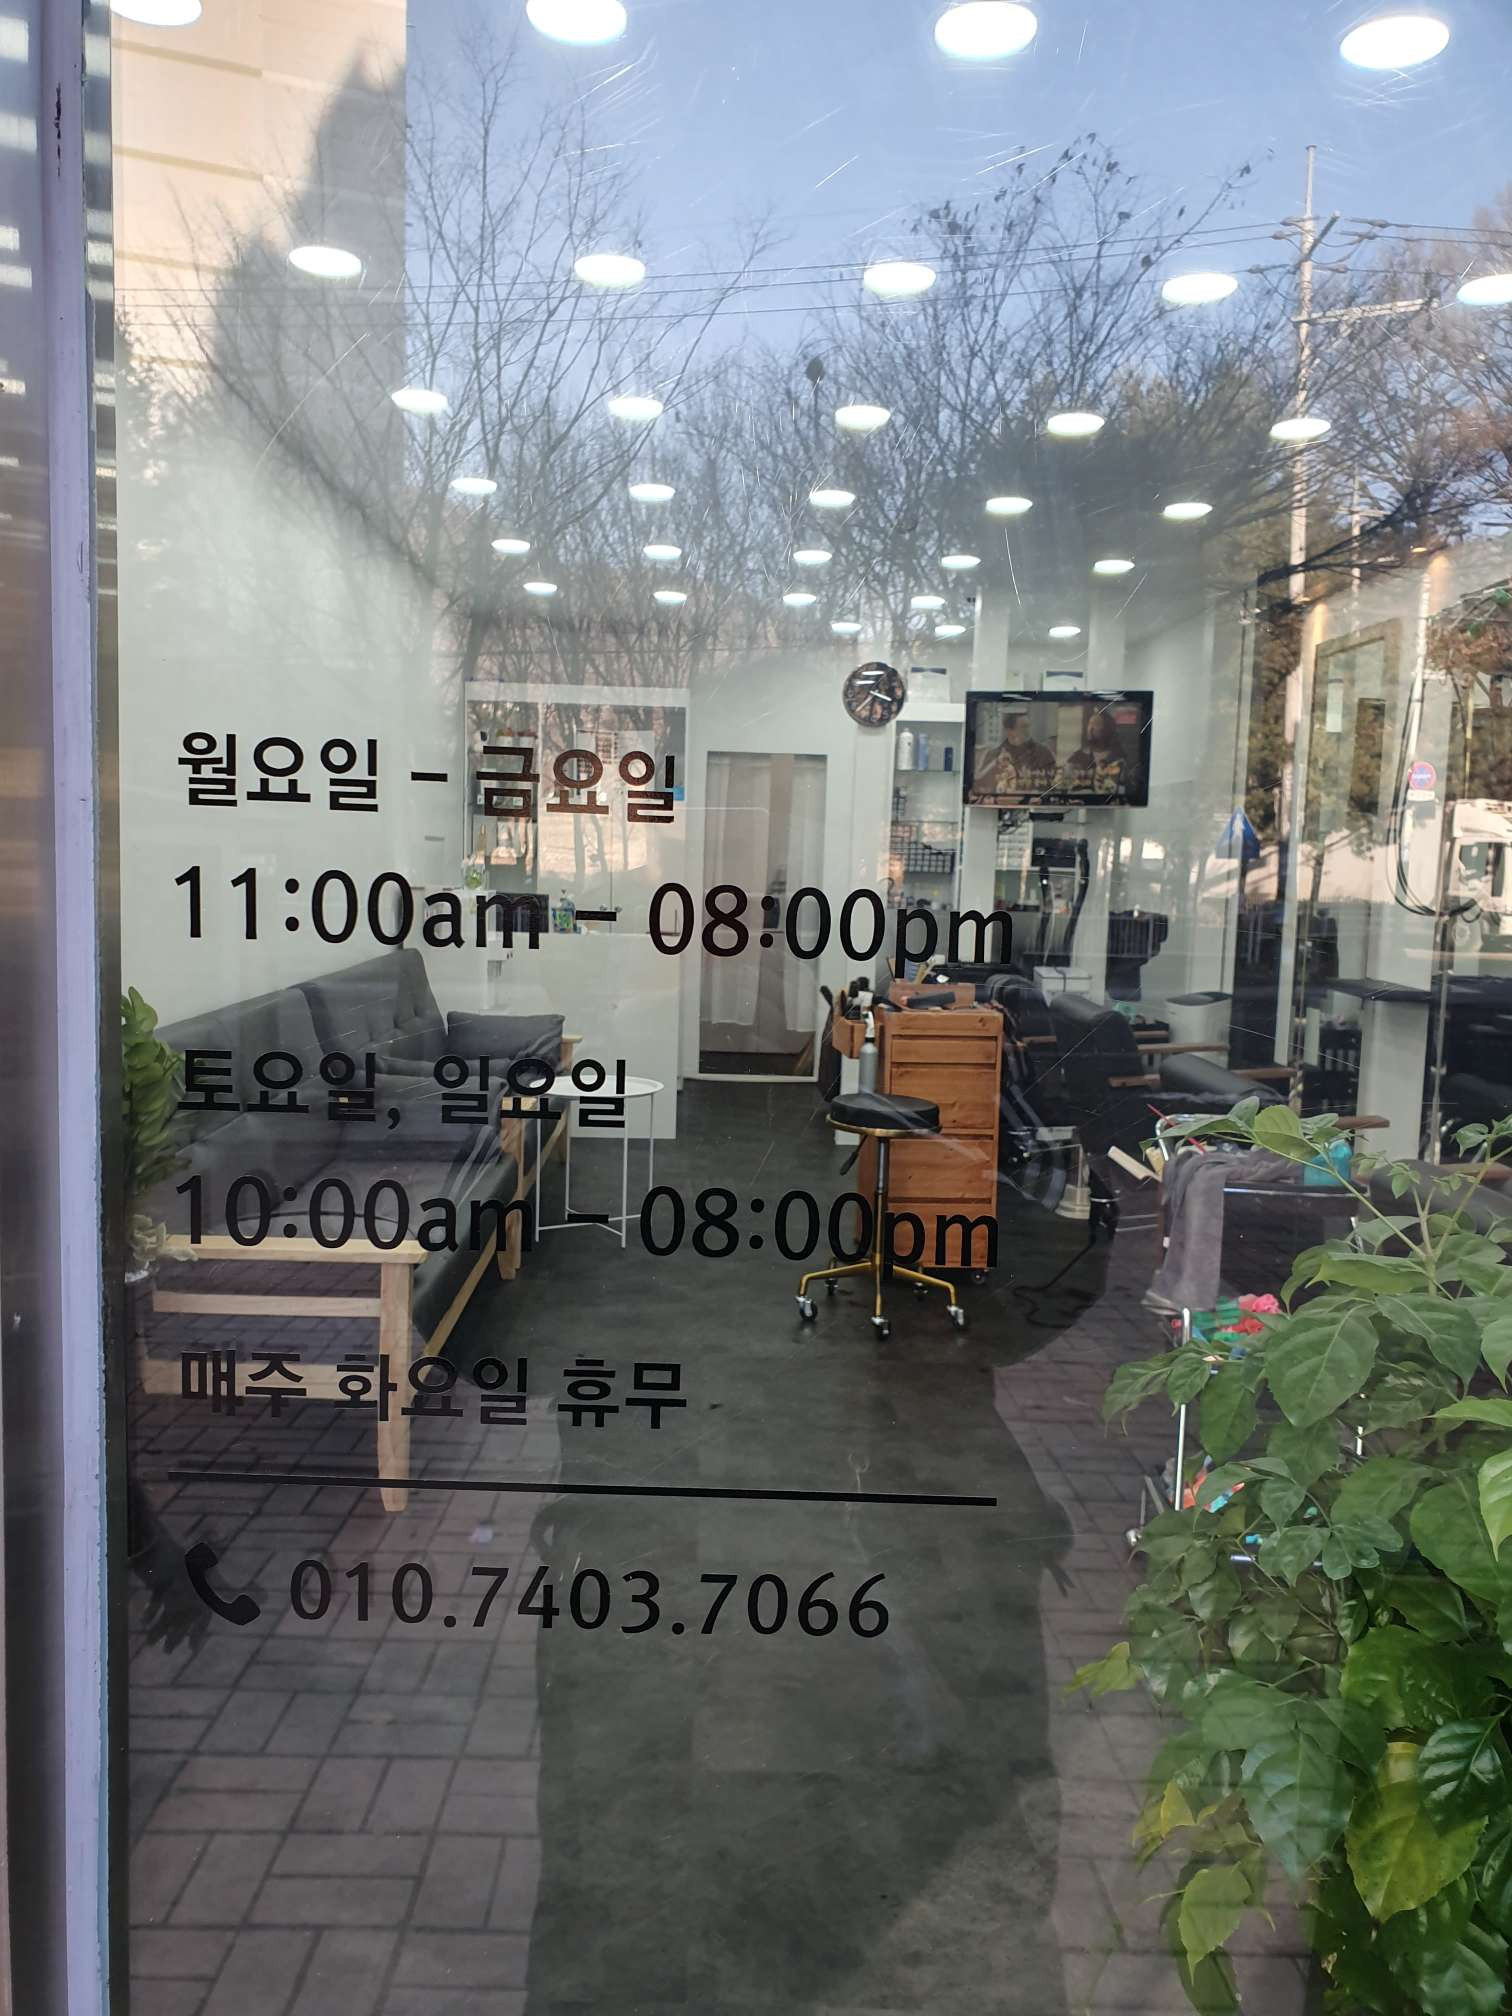 월요일 - 금요일
11:00am - 08:00pm
토요일, 일요일
10:00am - 08:00pm
매주 화요일 휴무
010.7403.7066